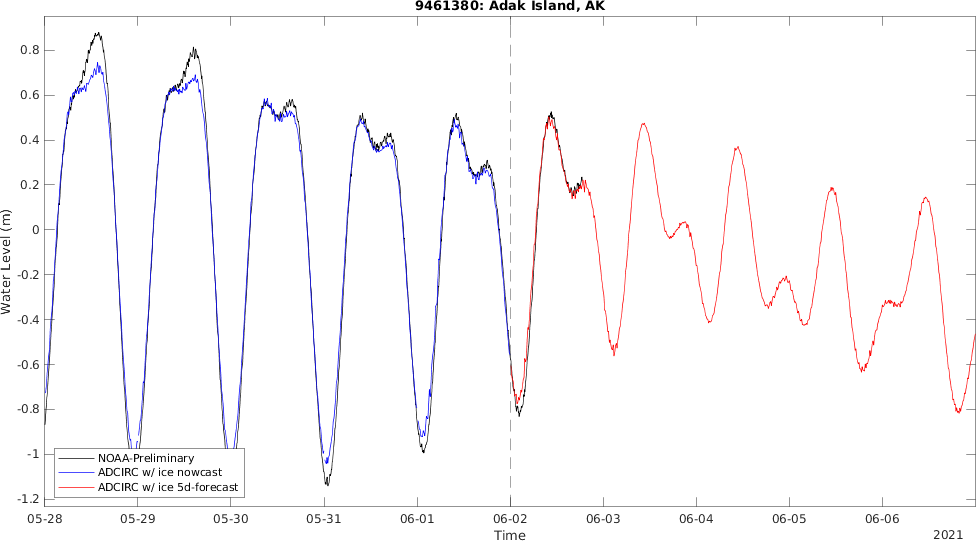 9461380: Adak Island, AK
Water Level (m)
0.8
0.6
0.4
0.2
0
-0.2
-0.4
-0.6
-0.8
-1
-1.2
NOAA-Preliminary
ADCIRC w/ ice nowcast
ADCIRC w/ ice 5d-forecast
05-28 05-29 05-30 05-31 06-01 06-02 06-03 06-04 06-05 06-06
Time
2021